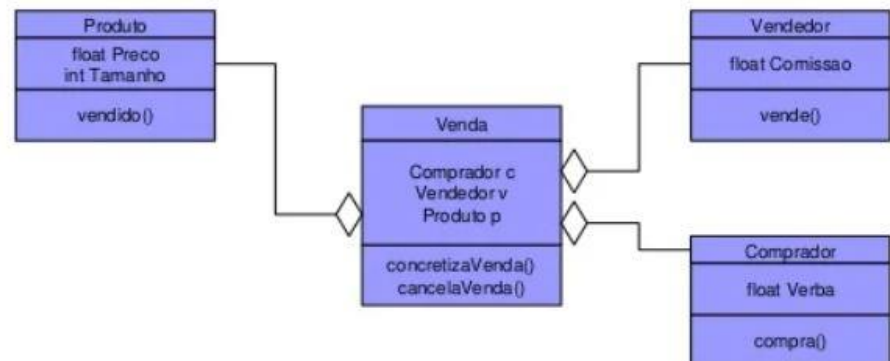 Produto
float Preco
int Tamanho
vendido()
Vendedor
float Comissao
vende()
Venda
Comprador c
Vendedor v
Produto p
concretizaVenda()
cancelaVenda()
Comprador
float Verba
compra()